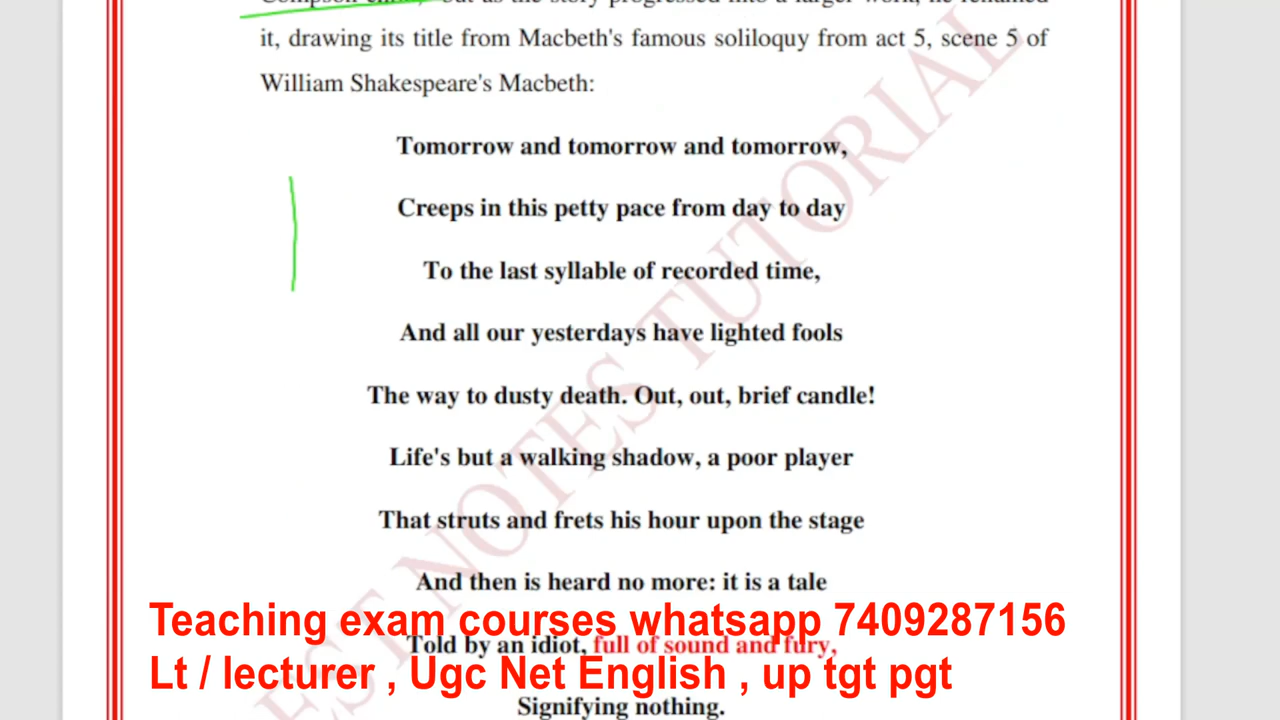 it, drawing its title from Macbeth's famous soliloquy from act 5, scene 5 of
William Shakespeare's Macbeth:
Tomorrow and tomorrow and tomorrow,
Creeps in this petty pace from day to day
To the last syllable of recorded time,
And all our yesterdays have lighted fools
The way to dusty death. Out, out, brief candle!
Life's but a walking shadow, a poor player
That struts and frets his hour upon the stage
And then is heard no more: it is a tale
Teaching exam courses whatsapp 7409287156
Told by an idiot, full of sound and fury,
Lt / lecturer , Ugc Net English , up tgt pgt
Signifying nothing.
EST NOTES TUTORIAL